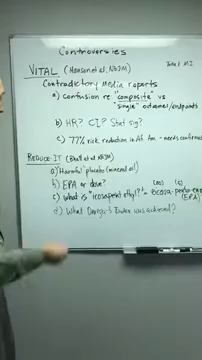 Controversies
VITAL (Manson et al, NEJM)
Contradictory Media reports
a) Confusion re: "composite" vs
"single" outcomes/endpoints
b) HR? CI? Stat sig?
c) 77% risk reduction in Af. Am - needs confirm
REDUCE-IT (Bhatt et al NEJM)
a) "Harmful" placebo (mineral oil)
b) EPA or dose?
c) What is "icosapent ethyl?" =
(EPA)
d) What Omega-3 Index was achieved?